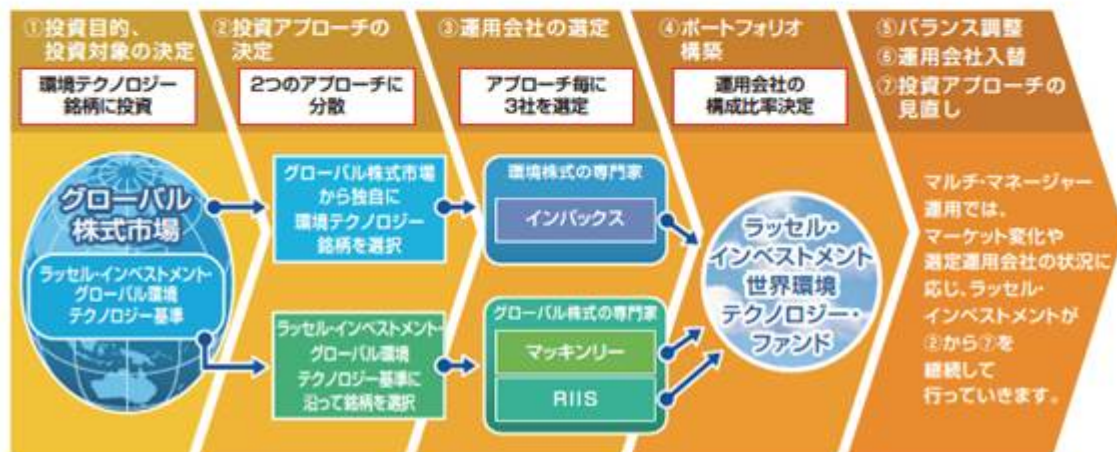 ①投資目的、
投資対象の決定
環境テクノロジー
銘柄に投資
②投資アプローチの
決定
2つのアプローチに
分散
③運用会社の選定
アプローチ毎に
3社を選定
④ポートフォリオ
構築
運用会社の
構成比率決定
⑤バランス調整
⑥運用会社入替
⑦投資アプローチの
見直し
グローバル
株式市場
ラッセル・インベストメント・
グローバル環境
テクノロジー基準
グローバル株式市場
から独自に
環境テクノロジー
銘柄を選択
ラッセル・インベストメント・
グローバル環境
テクノロジー基準に
沿って銘柄を選択
環境株式の専門家
インパックス
グローバル株式の専門家
マッキンリー
RIIS
ラッセル・
インベストメント
世界環境
テクノロジー・
ファンド
マルチ・マネージャー
運用では、
マーケット変化や
選定運用会社の状況に
応じ、ラッセル・
インベストメントが
②から⑦を
継続して
行っていきます。